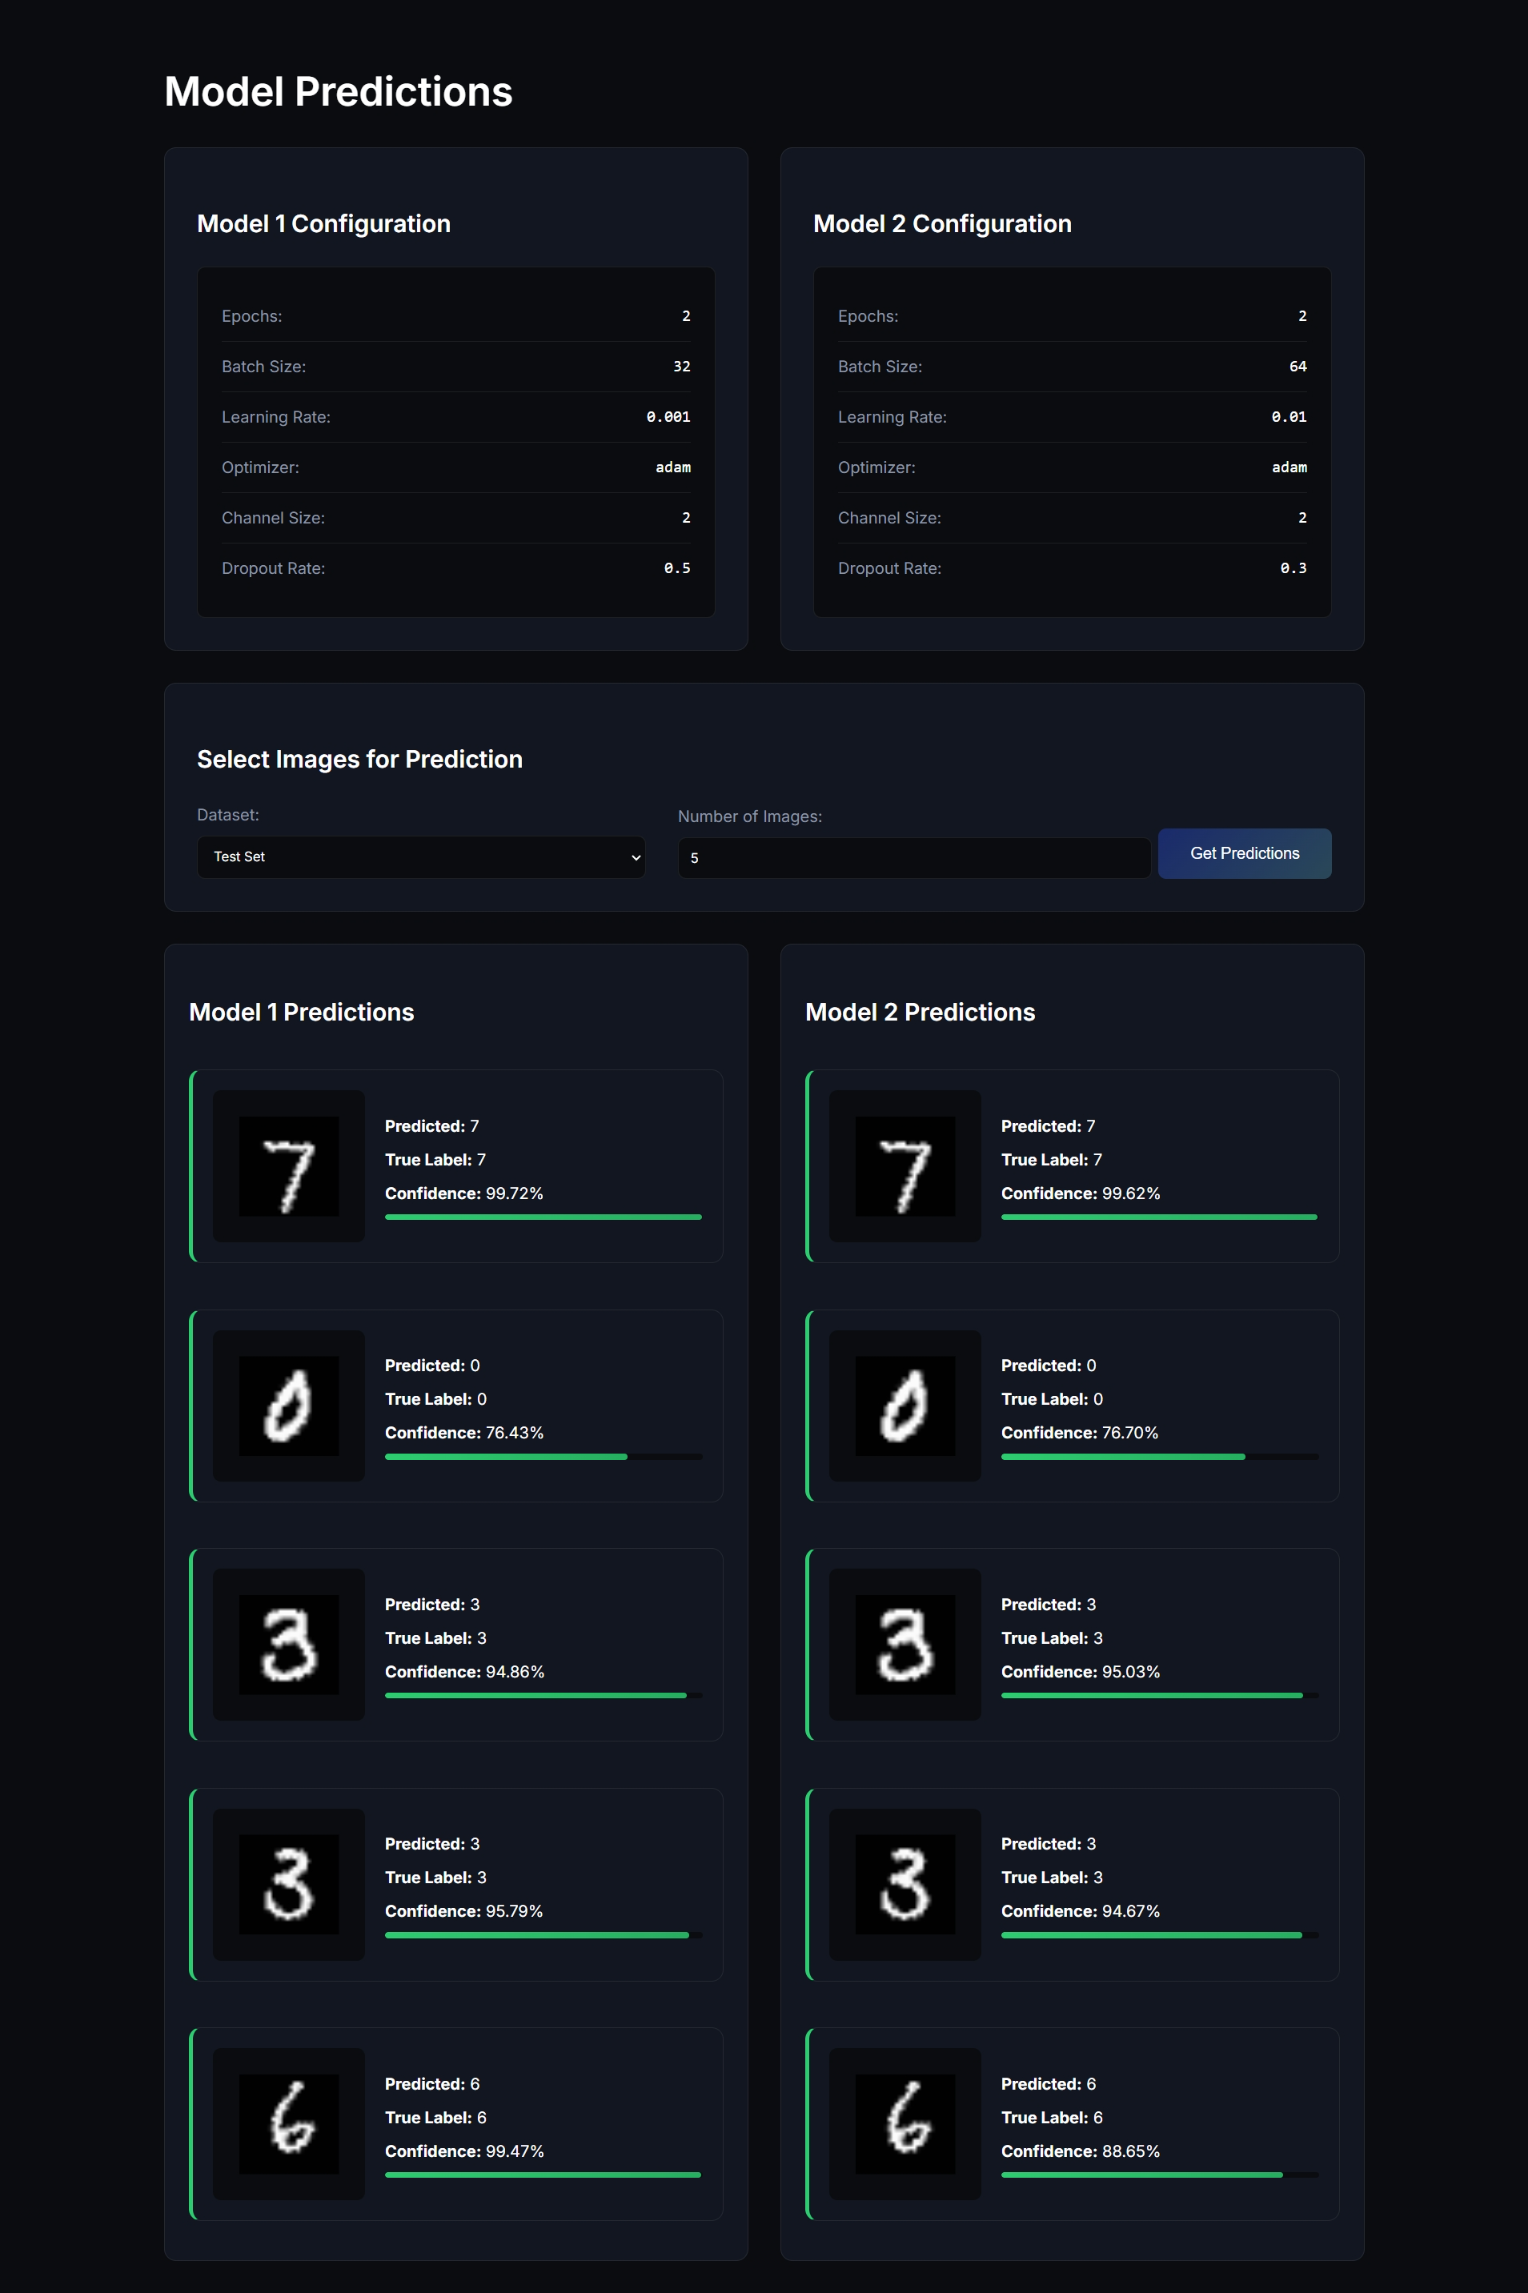 Model Predictions
Model 1 Configuration
Epochs: 2
Batch Size: 32
Learning Rate: 0.001
Optimizer: adam
Channel Size: 2
Dropout Rate: 0.5
Model 2 Configuration
Epochs: 2
Batch Size: 64
Learning Rate: 0.01
Optimizer: adam
Channel Size: 2
Dropout Rate: 0.3
Select Images for Prediction
Dataset:
Test Set
Number of Images:
5
Get Predictions
Model 1 Predictions
7
Predicted: 7
True Label: 7
Confidence: 99.72%
0
Predicted: 0
True Label: 0
Confidence: 76.43%
3
Predicted: 3
True Label: 3
Confidence: 94.86%
3
Predicted: 3
True Label: 3
Confidence: 95.79%
6
Predicted: 6
True Label: 6
Confidence: 99.47%
Model 2 Predictions
7
Predicted: 7
True Label: 7
Confidence: 99.62%
0
Predicted: 0
True Label: 0
Confidence: 76.70%
3
Predicted: 3
True Label: 3
Confidence: 95.03%
3
Predicted: 3
True Label: 3
Confidence: 94.67%
6
Predicted: 6
True Label: 6
Confidence: 88.65%